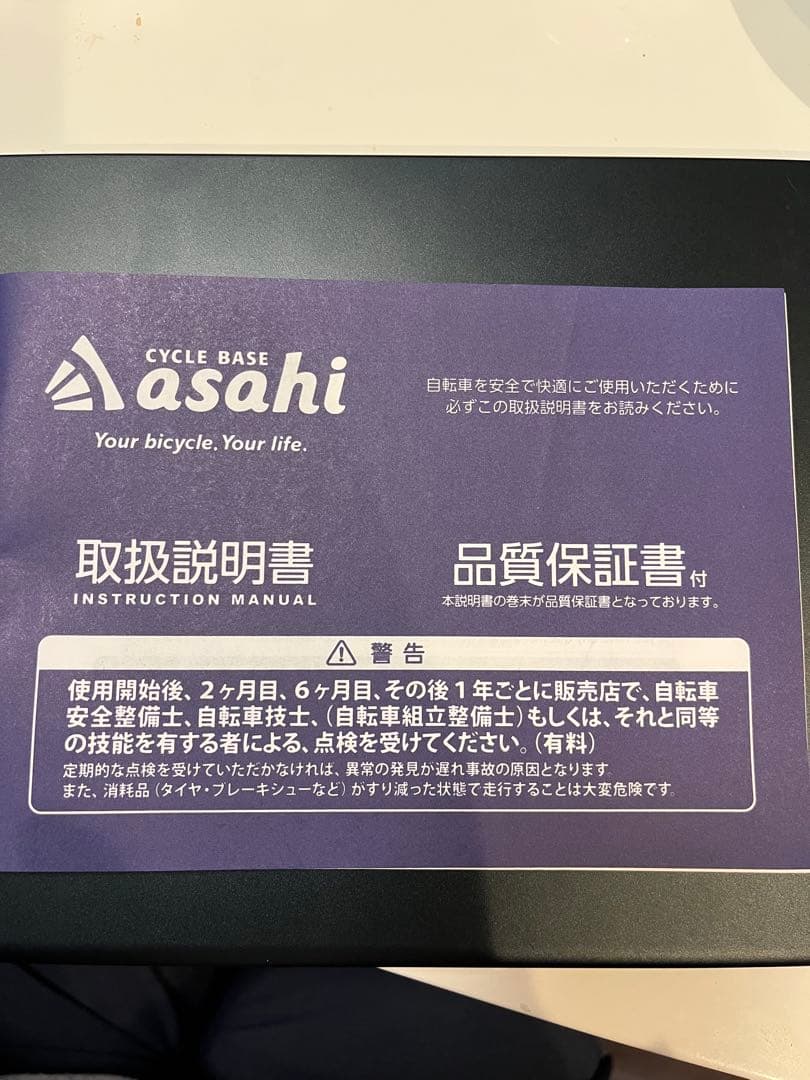 CYCLE BASE
asahi
Your bicycle. Your life.
自転車を安全で快適にご使用いただくために
必ずこの取扱説明書をお読みください。
取扱説明書
INSTRUCTION MANUAL
品質保証書付
本説明書の巻末が品質保証書となっております。
⚠ 警告
使用開始後、2ヶ月目、6ヶ月目、その後1年ごとに販売店で、自転車
安全整備士、自転車技士、(自転車組立整備士)もしくは、それと同等
の技能を有する者による、点検を受けてください。(有料)
定期的な点検を受けていただかなければ、異常の発見が遅れ事故の原因となります。
また、消耗品(タイヤ・ブレーキシューなど)がすり減った状態で走行することは大変危険です。